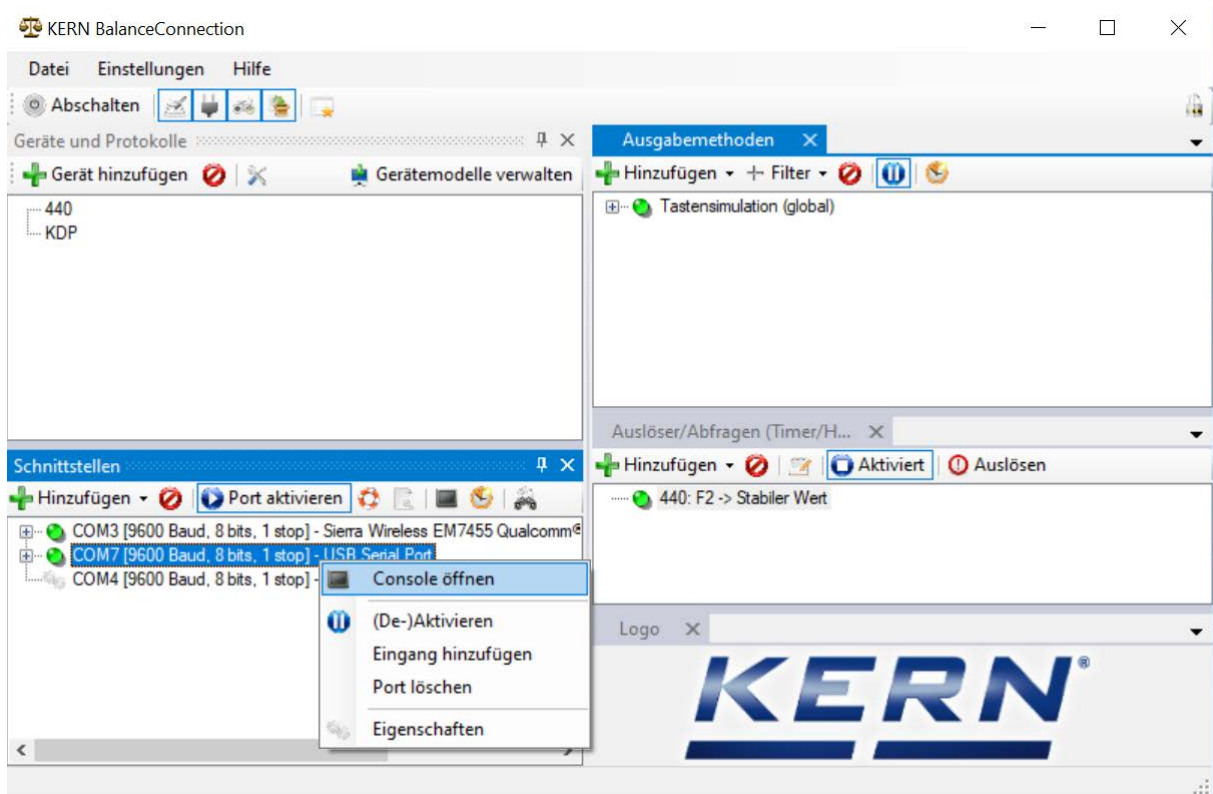 KERN BalanceConnection
Datei Einstellungen Hilfe
Abschalten
Geräte und Protokolle
Gerät hinzufügen Gerätemodelle verwalten
440
KDP
Schnittstellen
Hinzufügen Port aktivieren
COM3 [9600 Baud, 8 bits, 1 stop] - Sierra Wireless EM7455 Qualcomm®
COM7 [9600 Baud, 8 bits, 1 stop] - USB Serial Port
COM4 [9600 Baud, 8 bits, 1 stop] -
Console öffnen
(De-)Aktivieren
Eingang hinzufügen
Port löschen
Eigenschaften
Ausgabemethoden
Hinzufügen Filter
Tastensimulation (global)
Auslöser/Abfragen (Timer/H...
Hinzufügen Aktiviert Auslösen
440: F2 -> Stabiler Wert
Logo
KERN®